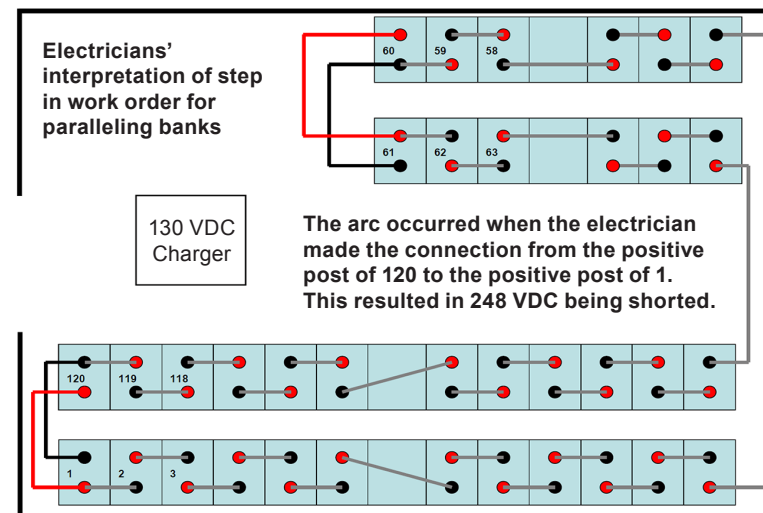 Electricians’
interpretation of step
in work order for
paralleling banks
60 59 58
61 62 63
130 VDC
Charger
The arc occurred when the electrician
made the connection from the positive
post of 120 to the positive post of 1.
This resulted in 248 VDC being shorted.
120 119 118
1 2 3